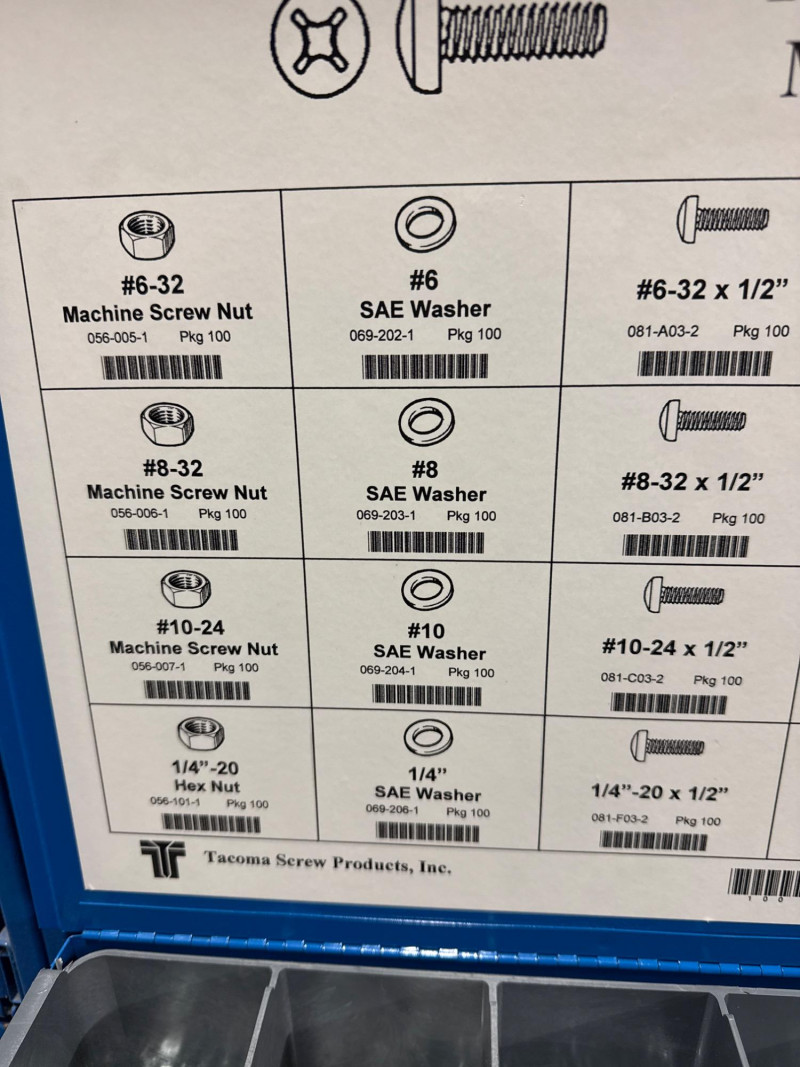 M
#6-32
Machine Screw Nut
056-005-1 Pkg 100
#6
SAE Washer
069-202-1 Pkg 100
#6-32 x 1/2”
081-A03-2 Pkg 100
#8-32
Machine Screw Nut
056-006-1 Pkg 100
#8
SAE Washer
069-203-1 Pkg 100
#8-32 x 1/2”
081-B03-2 Pkg 100
#10-24
Machine Screw Nut
056-007-1 Pkg 100
#10
SAE Washer
069-204-1 Pkg 100
#10-24 x 1/2”
081-C03-2 Pkg 100
1/4”-20
Hex Nut
056-101-1 Pkg 100
1/4”
SAE Washer
069-206-1 Pkg 100
1/4”-20 x 1/2”
081-F03-2 Pkg 100
Tacoma Screw Products, Inc.
100